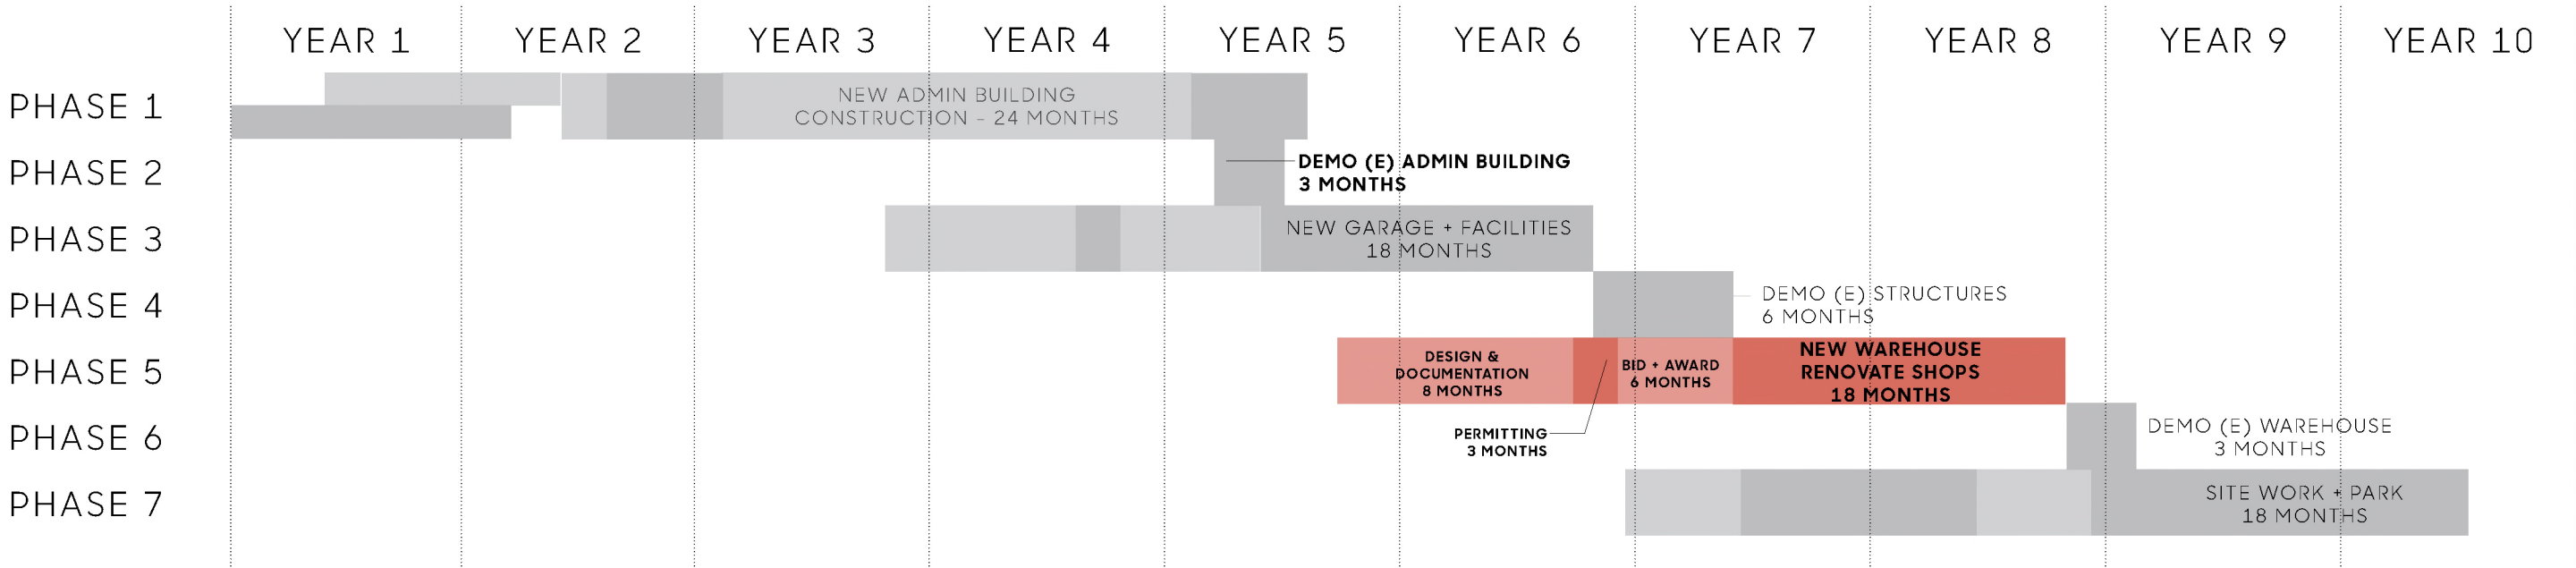 YEAR 1
YEAR 2
YEAR 3
YEAR 4
YEAR 5
YEAR 6
YEAR 7
YEAR 8
YEAR 9
YEAR 10
PHASE 1
NEW ADMIN BUILDING
CONSTRUCTION - 24 MONTHS
PHASE 2
DEMO (E) ADMIN BUILDING
3 MONTHS
PHASE 3
NEW GARAGE + FACILITIES
18 MONTHS
PHASE 4
DEMO (E) STRUCTURES
6 MONTHS
PHASE 5
DESIGN &
DOCUMENTATION
8 MONTHS
PERMITTING
3 MONTHS
BID + AWARD
6 MONTHS
NEW WAREHOUSE
RENOVATE SHOPS
18 MONTHS
PHASE 6
DEMO (E) WAREHOUSE
3 MONTHS
PHASE 7
SITE WORK + PARK
18 MONTHS